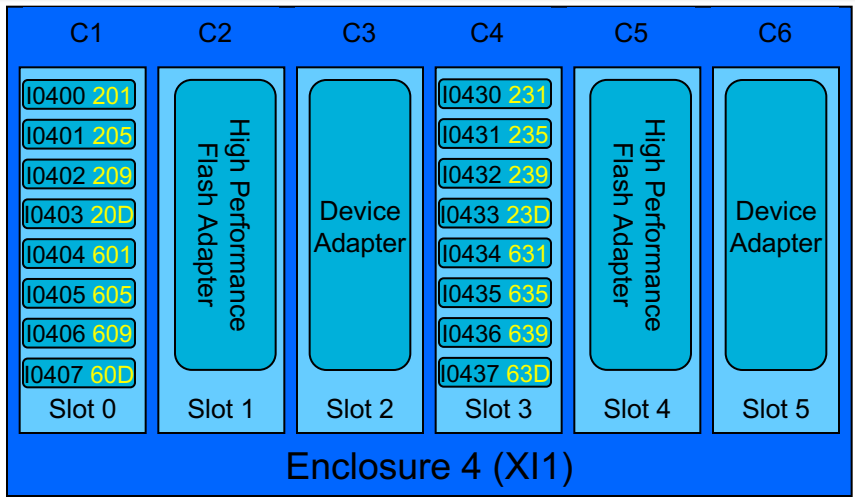 C1 C2 C3 C4 C5 C6
I0400 201
I0401 205
I0402 209
I0403 20D
I0404 601
I0405 605
I0406 609
I0407 60D
Slot 0
High Performance
Flash Adapter
Slot 1
Device
Adapter
Slot 2
I0430 231
I0431 235
I0432 239
I0433 23D
I0434 631
I0435 635
I0436 639
I0437 63D
Slot 3
High Performance
Flash Adapter
Slot 4
Device
Adapter
Slot 5
Enclosure 4 (XI1)